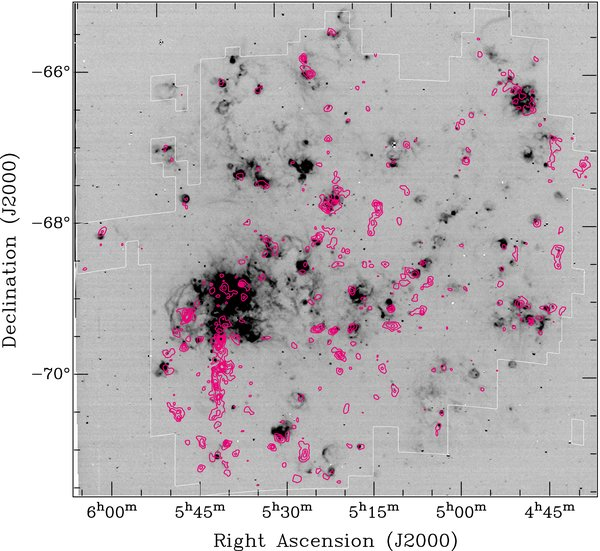 −66°
−68°
−70°
Declination (J2000)
6ʰ00ᵐ 5ʰ45ᵐ 5ʰ30ᵐ 5ʰ15ᵐ 5ʰ00ᵐ 4ʰ45ᵐ
Right Ascension (J2000)